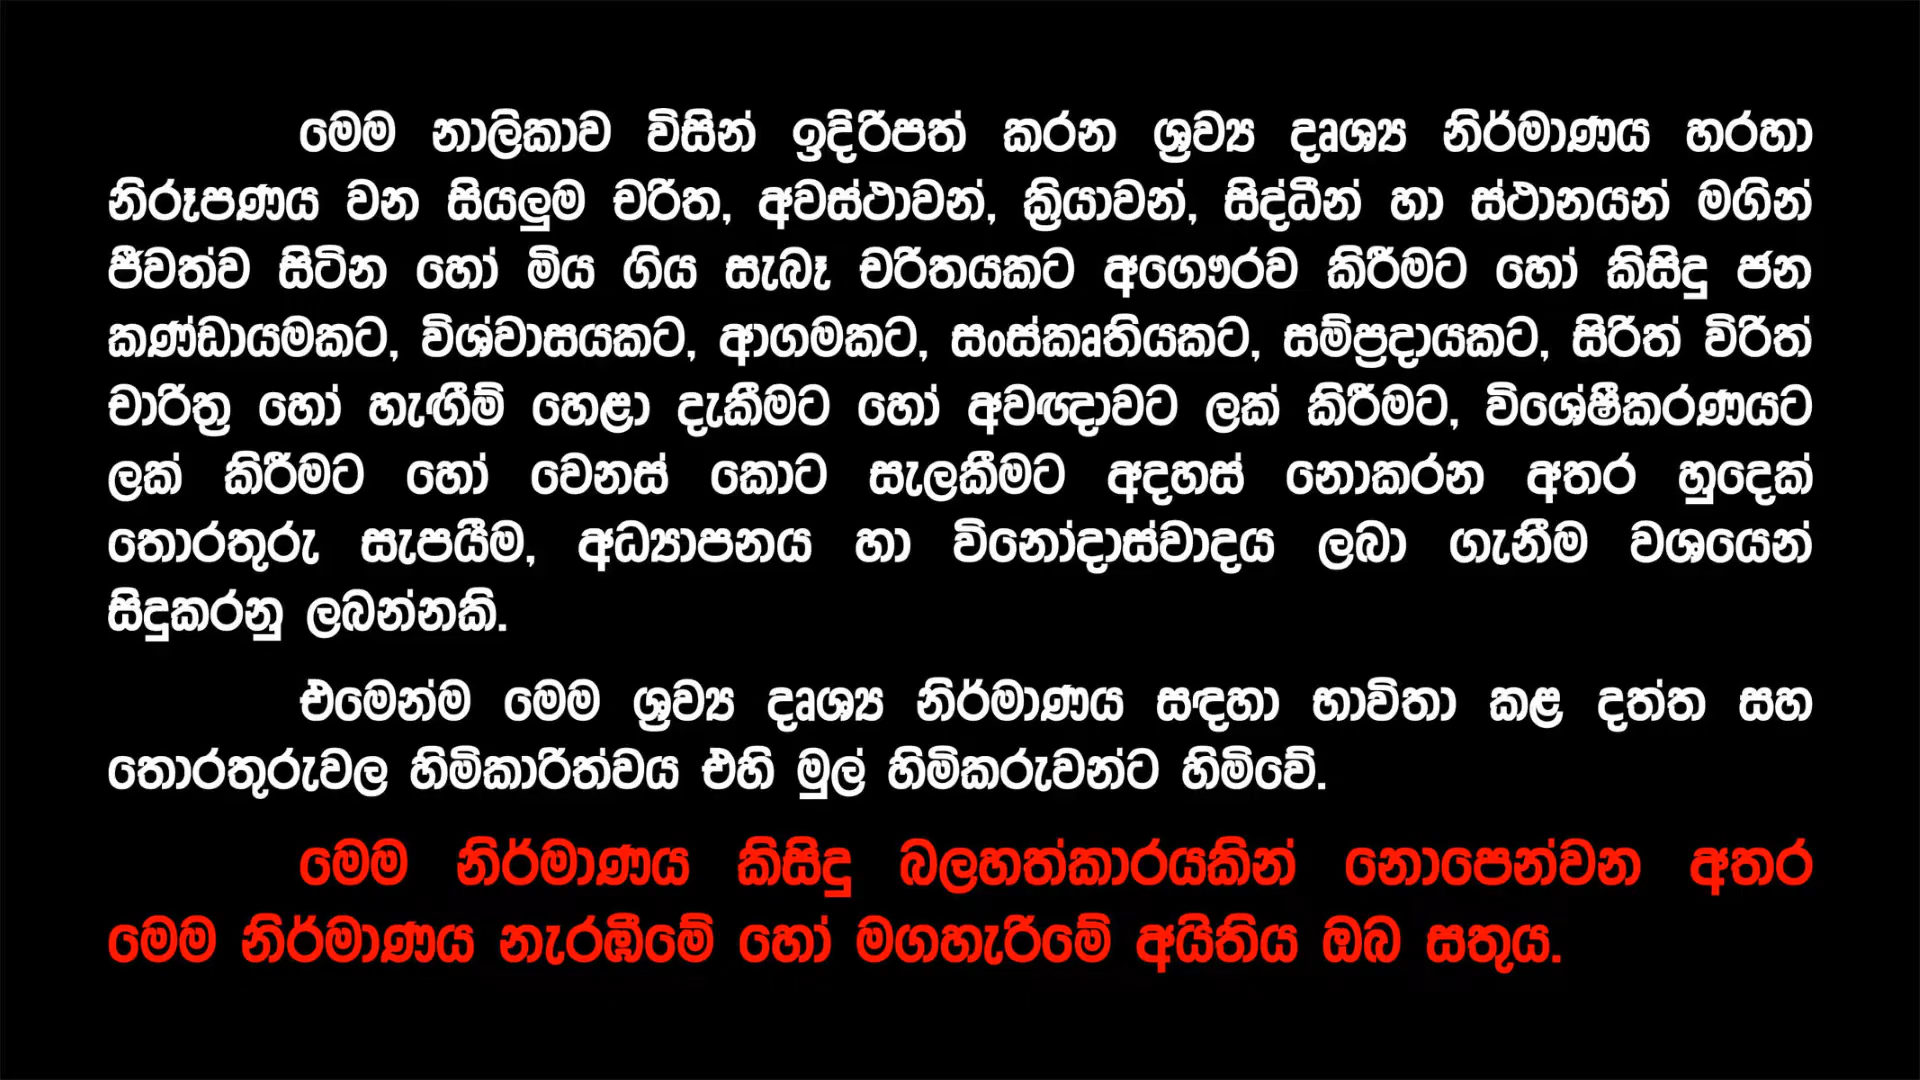 මෙම නාලිකාව විසින් ඉදිරිපත් කරන ශ්‍රව්‍ය දෘශ්‍ය නිර්මාණය හරහා
නිරූපණය වන සියලුම චරිත, අවස්ථාවන්, ක්‍රියාවන්, සිද්ධීන් හා ස්ථානයන් මගින්
ජීවත්ව සිටින හෝ මිය ගිය සැබෑ චරිතයකට අගෞරව කිරීමට හෝ කිසිදු ජන
කණ්ඩායමකට, විශ්වාසයකට, ආගමකට, සංස්කෘතියකට, සම්ප්‍රදායකට, සිරිත් විරිත්
චාරිත්‍ර හෝ හැඟීම් හෙළා දැකීමට හෝ අවඥාවට ලක් කිරීමට, විශේෂීකරණයට
ලක් කිරීමට හෝ වෙනස් කොට සැලකීමට අදහස් නොකරන අතර හුදෙක්
තොරතුරු සැපයීම, අධ්‍යාපනය හා විනෝදාස්වාදය ලබා ගැනීම වශයෙන්
සිදුකරනු ලබන්නකි.
එමෙන්ම මෙම ශ්‍රව්‍ය දෘශ්‍ය නිර්මාණය සඳහා භාවිතා කළ දත්ත සහ
තොරතුරුවල හිමිකාරිත්වය එහි මුල් හිමිකරුවන්ට හිමිවේ.
මෙම නිර්මාණය කිසිදු බලහත්කාරයකින් නොපෙන්වන අතර
මෙම නිර්මාණය නැරඹීමේ හෝ මගහැරීමේ අයිතිය ඔබ සතුය.